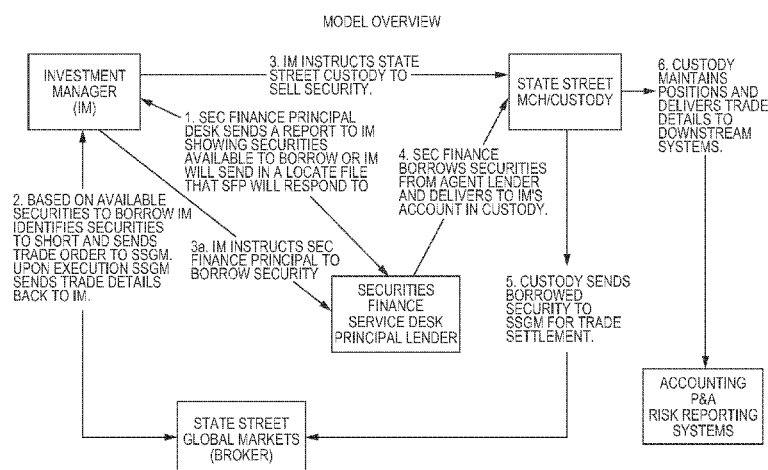 MODEL OVERVIEW
INVESTMENT
MANAGER
(IM)
3. IM INSTRUCTS STATE
STREET CUSTODY TO
SELL SECURITY.
STATE STREET
MCH/CUSTODY
6. CUSTODY
MAINTAINS
POSITIONS AND
DELIVERS TRADE
DETAILS TO
DOWNSTREAM
SYSTEMS.
1. SEC FINANCE PRINCIPAL
DESK SENDS A REPORT TO IM
SHOWING SECURITIES
AVAILABLE TO BORROW OR IM
WILL SEND IN A LOCATE FILE
THAT SFP WILL RESPOND TO
4. SEC FINANCE
BORROWS SECURITIES
FROM AGENT LENDER
AND DELIVERS TO IM'S
ACCOUNT IN CUSTODY.
2. BASED ON AVAILABLE
SECURITIES TO BORROW IM
IDENTIFIES SECURITIES
TO SHORT AND SENDS
TRADE ORDER TO SSGM.
UPON EXECUTION SSGM
SENDS TRADE DETAILS
BACK TO IM.
3a. IM INSTRUCTS SEC
FINANCE PRINCIPAL TO
BORROW SECURITY
SECURITIES
FINANCE
SERVICE DESK
PRINCIPAL LENDER
5. CUSTODY SENDS
BORROWED
SECURITY TO
SSGM FOR TRADE
SETTLEMENT.
STATE STREET
GLOBAL MARKETS
(BROKER)
ACCOUNTING
P&A
RISK REPORTING
SYSTEMS